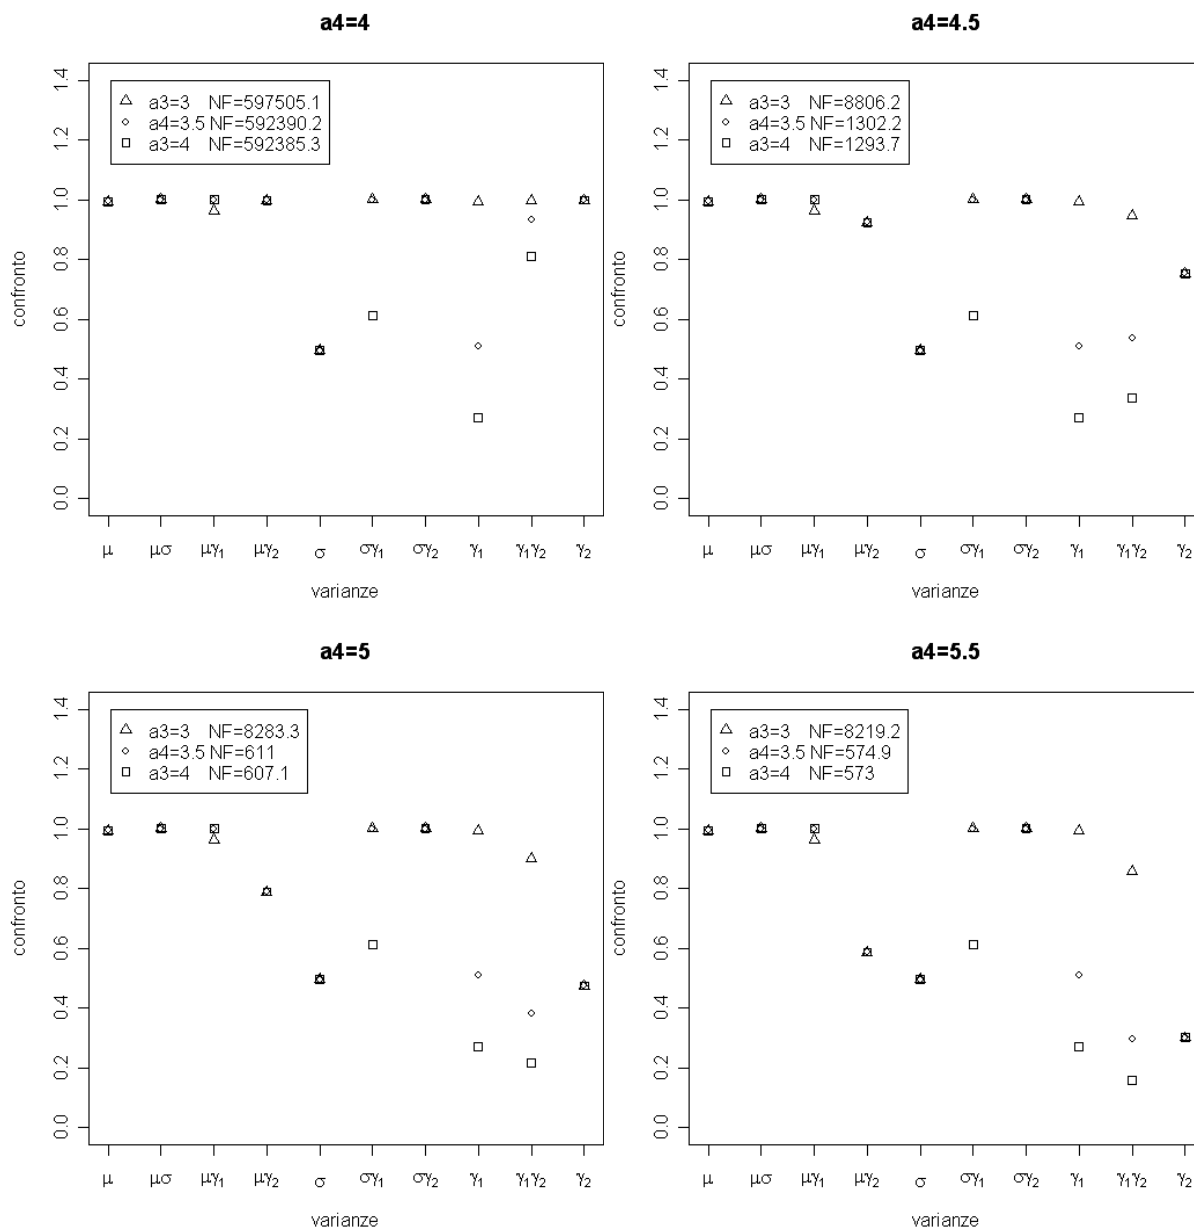 a4=4
a3=3 NF=597505.1
a4=3.5 NF=592390.2
a3=4 NF=592385.3
confronto
0.0 0.2 0.4 0.6 0.8 1.0 1.2 1.4
μ μσ μγ1 μγ2 σ σγ1 σγ2 γ1 γ1γ2 γ2
varianze
a4=4.5
a3=3 NF=8806.2
a4=3.5 NF=1302.2
a3=4 NF=1293.7
confronto
0.0 0.2 0.4 0.6 0.8 1.0 1.2 1.4
μ μσ μγ1 μγ2 σ σγ1 σγ2 γ1 γ1γ2 γ2
varianze
a4=5
a3=3 NF=8283.3
a4=3.5 NF=611
a3=4 NF=607.1
confronto
0.0 0.2 0.4 0.6 0.8 1.0 1.2 1.4
μ μσ μγ1 μγ2 σ σγ1 σγ2 γ1 γ1γ2 γ2
varianze
a4=5.5
a3=3 NF=8219.2
a4=3.5 NF=574.9
a3=4 NF=573
confronto
0.0 0.2 0.4 0.6 0.8 1.0 1.2 1.4
μ μσ μγ1 μγ2 σ σγ1 σγ2 γ1 γ1γ2 γ2
varianze